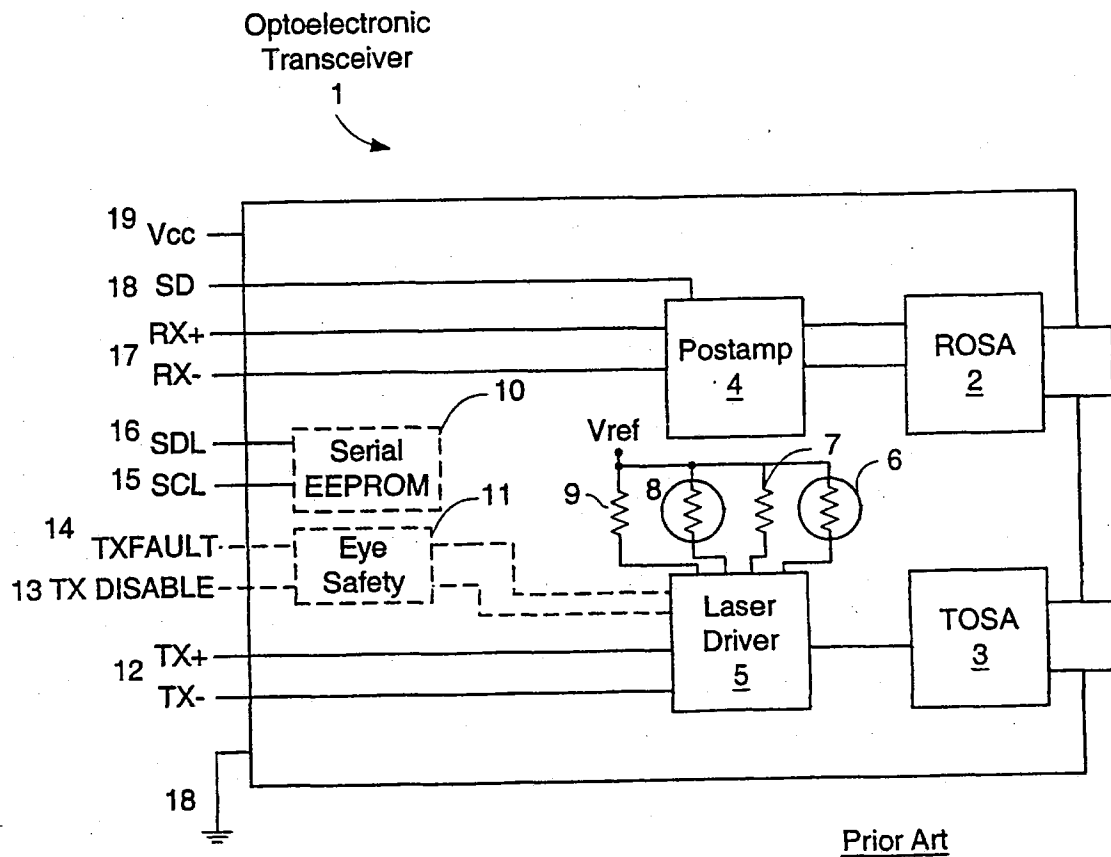 Optoelectronic
Transceiver
1
19 Vcc
18 SD
RX+
17
RX-
Postamp
4
ROSA
2
16 SDL
15 SCL
Serial
EEPROM
10
Vref
9
8
7
6
14
TXFAULT
13 TX DISABLE
Eye
Safety
11
12
TX+
TX-
Laser
Driver
5
TOSA
3
18
Prior Art